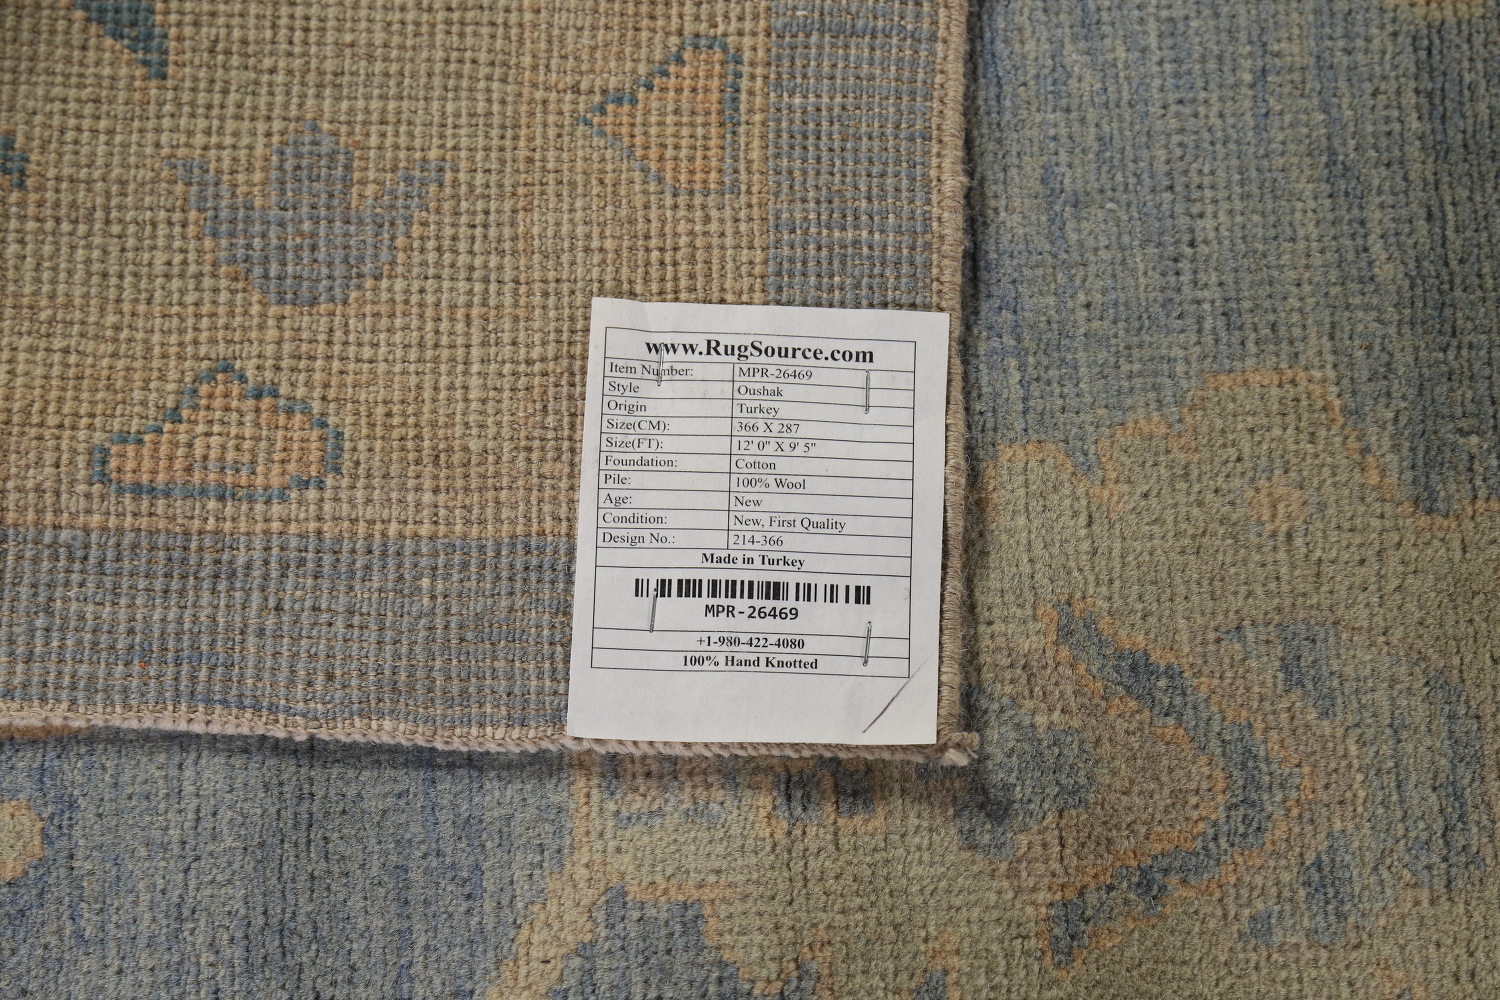 www.RugSource.com
Item Number: MPR-26469
Style Oushak
Origin Turkey
Size(CM): 366 X 287
Size(FT): 12' 0" X 9' 5"
Foundation: Cotton
Pile: 100% Wool
Age: New
Condition: New, First Quality
Design No.: 214-366
Made in Turkey
MPR-26469
+1-980-422-4080
100% Hand Knotted